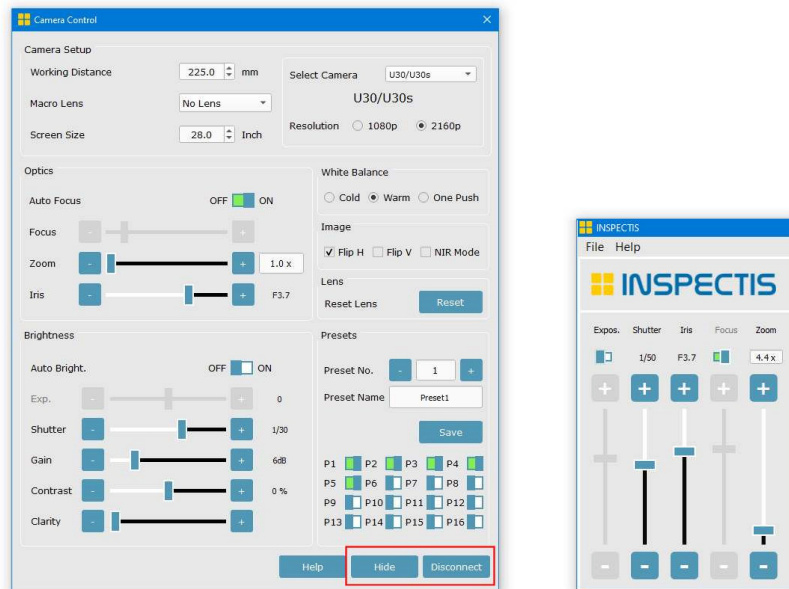 Camera Control
Camera Setup
Working Distance 225.0 mm
Macro Lens No Lens
Screen Size 28.0 Inch
Select Camera U30/U30s
U30/U30s
Resolution 1080p 2160p
Optics
Auto Focus OFF ON
Focus - +
Zoom - + 1.0 x
Iris - + F3.7
White Balance
Cold Warm One Push
Image
Flip H Flip V NIR Mode
Lens
Reset Lens Reset
Brightness
Auto Bright. OFF ON
Exp. - + 0
Shutter - + 1/30
Gain - + 6dB
Contrast - + 0 %
Clarity - +
Presets
Preset No. - 1 +
Preset Name Preset1
Save
P1 P2 P3 P4
P5 P6 P7 P8
P9 P10 P11 P12
P13 P14 P15 P16
Help Hide Disconnect
INSPECTIS
File Help
INSPECTIS
Expos. Shutter Iris Focus Zoom
1/50 F3.7 4.4 x
+ + + + +
- - - - -